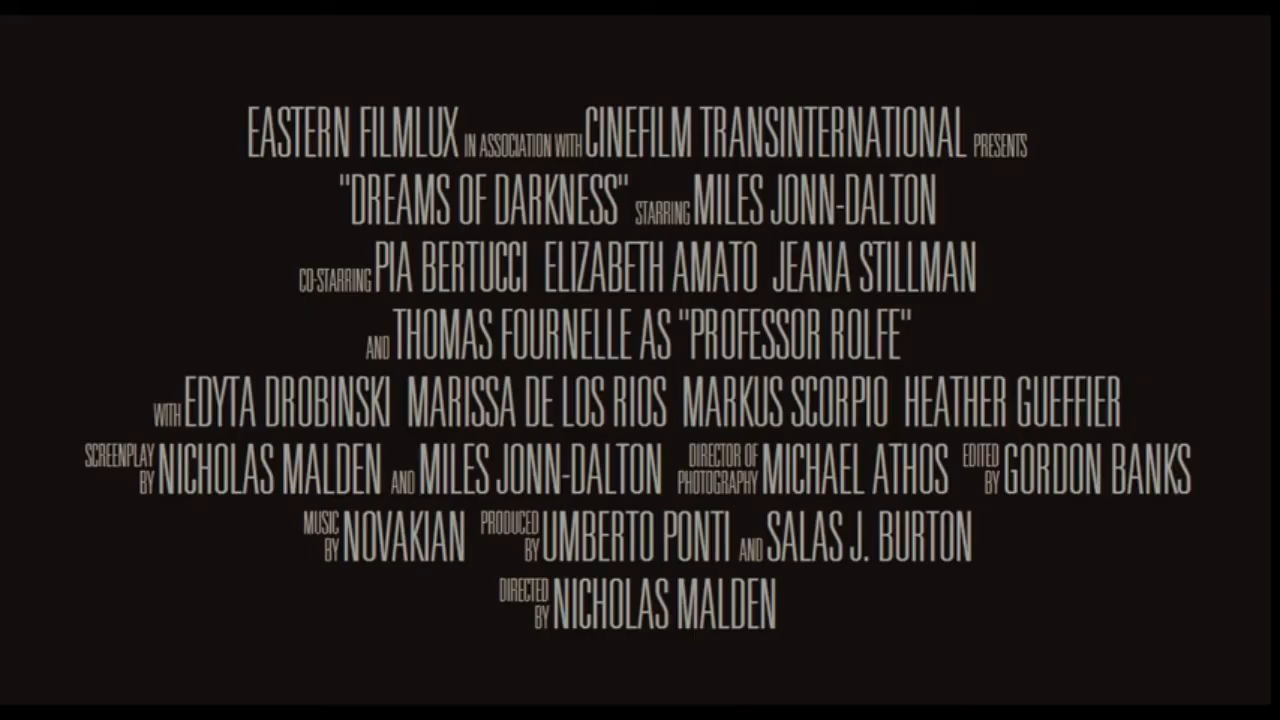 EASTERN FILMLUX IN ASSOCIATION WITH CINEFILM TRANSINTERNATIONAL PRESENTS
"DREAMS OF DARKNESS" STARRING MILES JONN-DALTON
CO-STARRING PIA BERTUCCI ELIZABETH AMATO JEANA STILLMAN
AND THOMAS FOURNELLE AS "PROFESSOR ROLFE"
WITH EDYTA DROBINSKI MARISSA DE LOS RIOS MARKUS SCORPIO HEATHER GUEFFIER
SCREENPLAY BY NICHOLAS MALDEN AND MILES JONN-DALTON DIRECTOR OF PHOTOGRAPHY MICHAEL ATHOS EDITED BY GORDON BANKS
MUSIC BY NOVAKIAN PRODUCED BY UMBERTO PONTI AND SALAS J. BURTON
DIRECTED BY NICHOLAS MALDEN